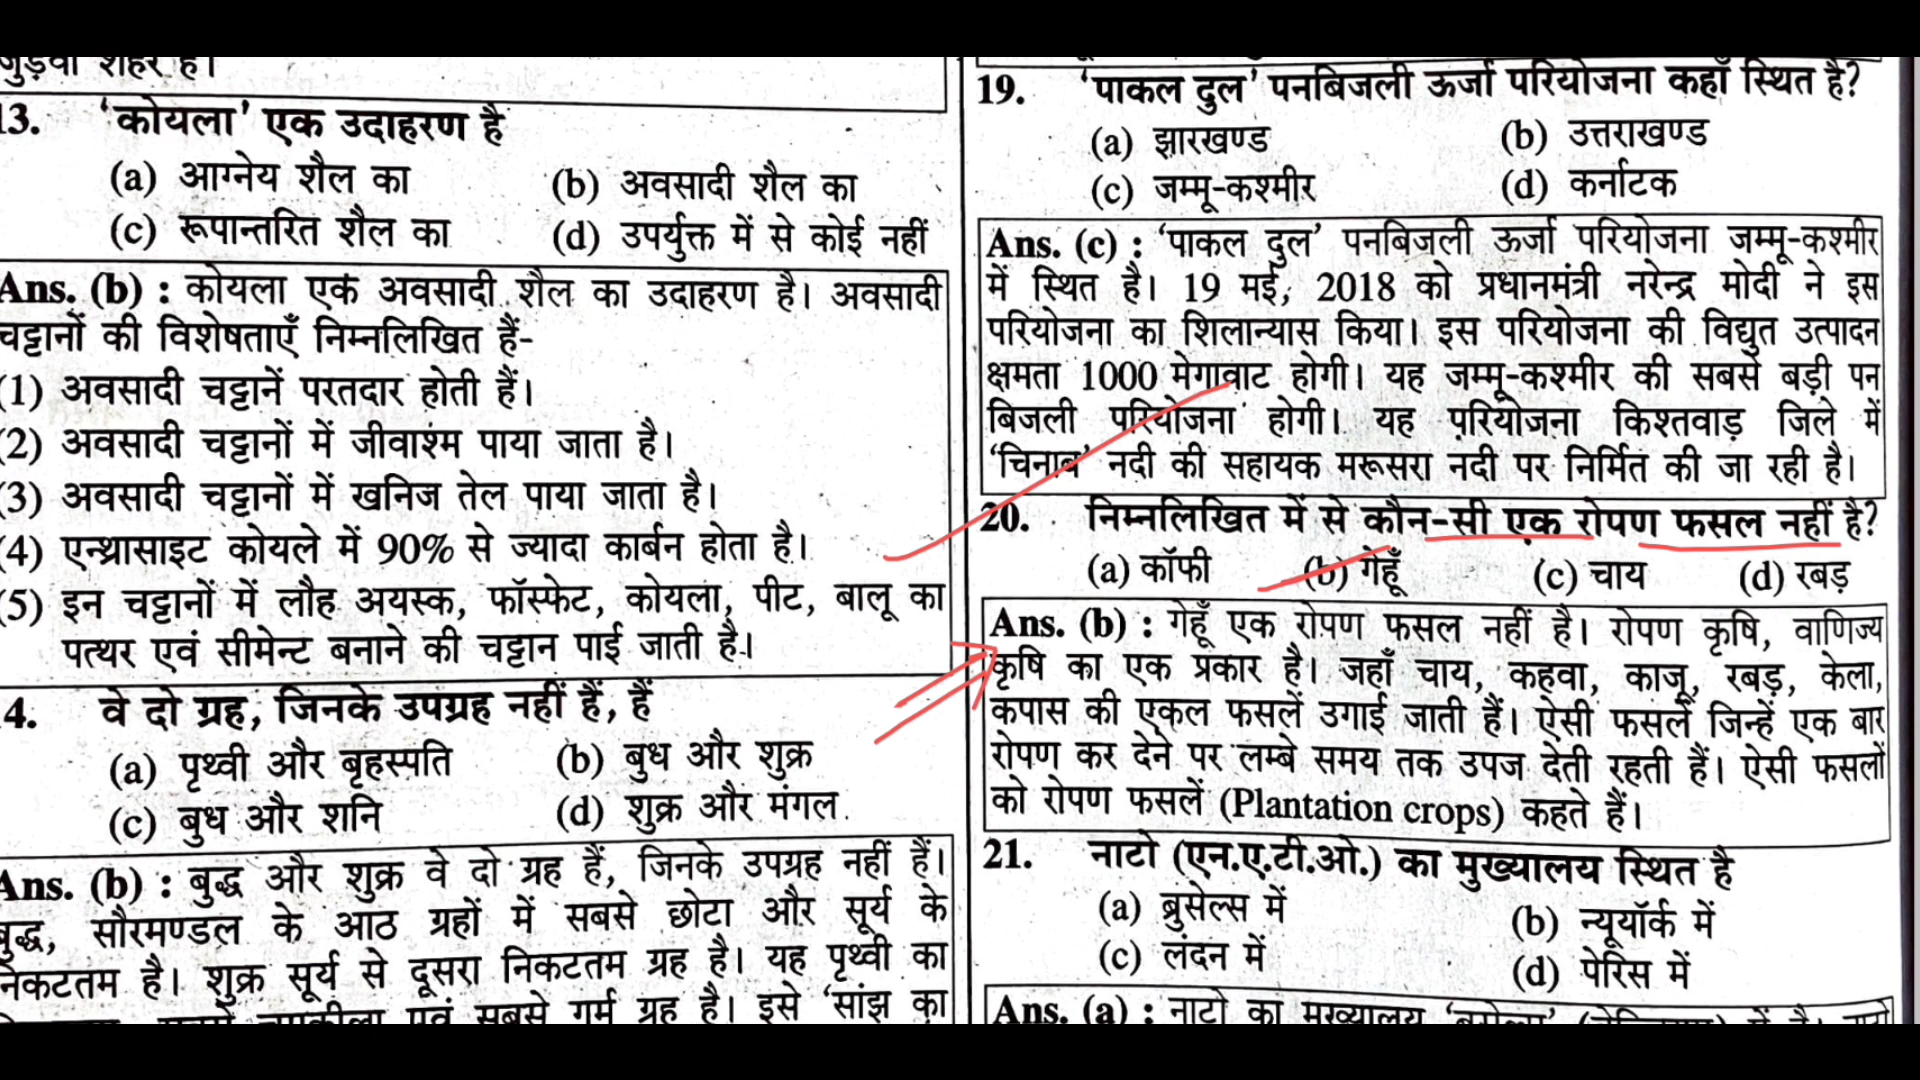 जुड़वा शहर हैं।
13. 'कोयला' एक उदाहरण है
(a) आग्नेय शैल का (b) अवसादी शैल का
(c) रूपान्तरित शैल का (d) उपर्युक्त में से कोई नहीं
Ans. (b) : कोयला एक अवसादी शैल का उदाहरण है। अवसादी
चट्टानों की विशेषताएँ निम्नलिखित हैं-
(1) अवसादी चट्टानें परतदार होती हैं।
(2) अवसादी चट्टानों में जीवाश्म पाया जाता है।
(3) अवसादी चट्टानों में खनिज तेल पाया जाता है।
(4) एन्थ्रासाइट कोयले में 90% से ज्यादा कार्बन होता है।
(5) इन चट्टानों में लौह अयस्क, फॉस्फेट, कोयला, पीट, बालू का
पत्थर एवं सीमेन्ट बनाने की चट्टान पाई जाती है।
4. वे दो ग्रह, जिनके उपग्रह नहीं हैं, हैं
(a) पृथ्वी और बृहस्पति (b) बुध और शुक्र
(c) बुध और शनि (d) शुक्र और मंगल
Ans. (b) : बुद्ध और शुक्र वे दो ग्रह हैं, जिनके उपग्रह नहीं हैं।
बुद्ध, सौरमण्डल के आठ ग्रहों में सबसे छोटा और सूर्य के
निकटतम है। शुक्र सूर्य से दूसरा निकटतम ग्रह है। यह पृथ्वी का
चमकीला एवं सबसे गर्म ग्रह है। इसे 'सांझ का
19. 'पाकल दुल' पनबिजली ऊर्जा परियोजना कहाँ स्थित है?
(a) झारखण्ड (b) उत्तराखण्ड
(c) जम्मू-कश्मीर (d) कर्नाटक
Ans. (c) : 'पाकल दुल' पनबिजली ऊर्जा परियोजना जम्मू-कश्मीर
में स्थित है। 19 मई, 2018 को प्रधानमंत्री नरेन्द्र मोदी ने इस
परियोजना का शिलान्यास किया। इस परियोजना की विद्युत उत्पादन
क्षमता 1000 मेगावाट होगी। यह जम्मू-कश्मीर की सबसे बड़ी पन
बिजली परियोजना होगी। यह परियोजना किश्तवाड़ जिले में
'चिनाब' नदी की सहायक मरूसरा नदी पर निर्मित की जा रही है।
20. निम्नलिखित में से कौन-सी एक रोपण फसल नहीं है?
(a) कॉफी (b) गेहूँ (c) चाय (d) रबड़
Ans. (b) : गेहूँ एक रोपण फसल नहीं है। रोपण कृषि, वाणिज्य
कृषि का एक प्रकार है। जहाँ चाय, कहवा, काजू, रबड़, केला,
कपास की एकल फसलें उगाई जाती हैं। ऐसी फसलें जिन्हें एक बार
रोपण कर देने पर लम्बे समय तक उपज देती रहती हैं। ऐसी फसलों
को रोपण फसलें (Plantation crops) कहते हैं।
21. नाटो (एन.ए.टी.ओ.) का मुख्यालय स्थित है
(a) ब्रुसेल्स में (b) न्यूयॉर्क में
(c) लंदन में (d) पेरिस में
Ans. (a) : नाटो का मुख्यालय